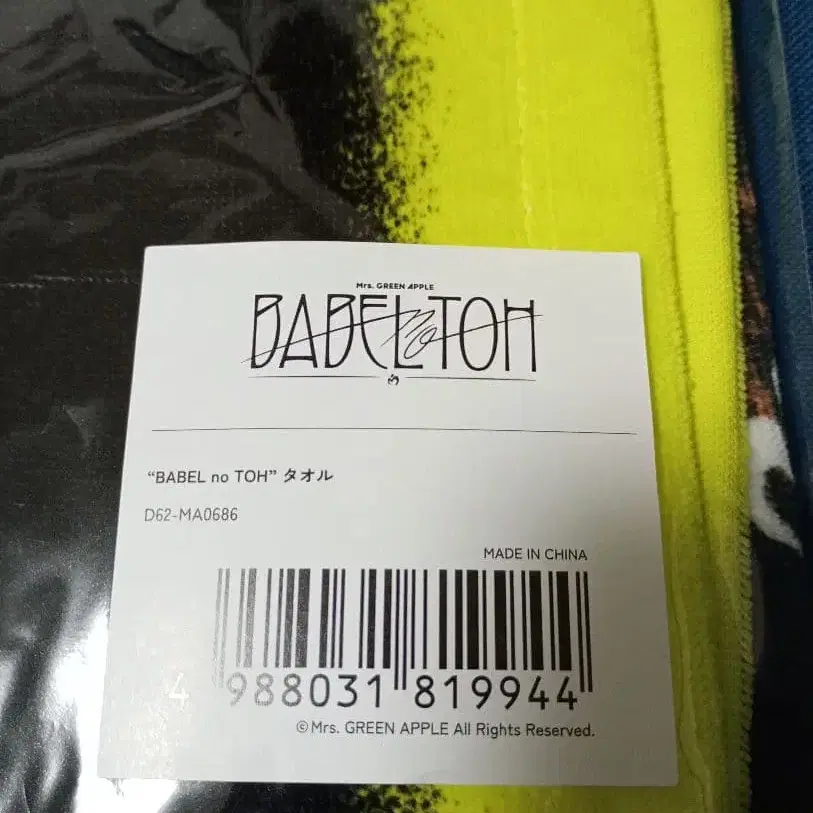 Mrs. GREEN APPLE
BABEL no TOH
“BABEL no TOH” タオル
D62-MA0686
MADE IN CHINA
4 988031 819944
©Mrs. GREEN APPLE All Rights Reserved.